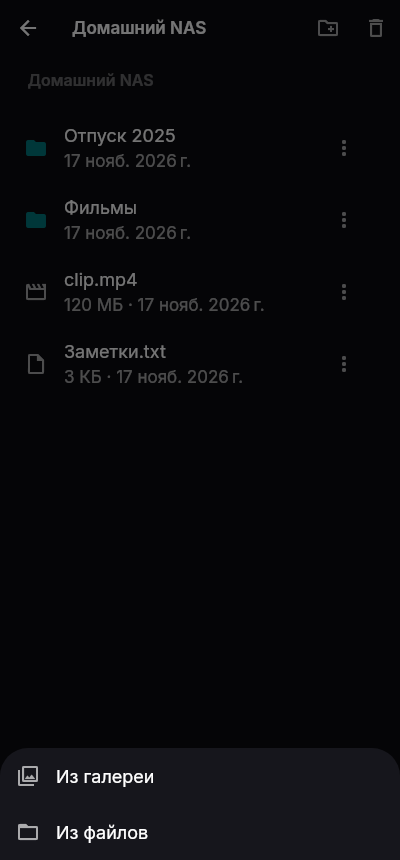 Домашний NAS
Домашний NAS
Отпуск 2025
17 нояб. 2026 г.
Фильмы
17 нояб. 2026 г.
clip.mp4
120 МБ · 17 нояб. 2026 г.
Заметки.txt
3 КБ · 17 нояб. 2026 г.
Из галереи
Из файлов